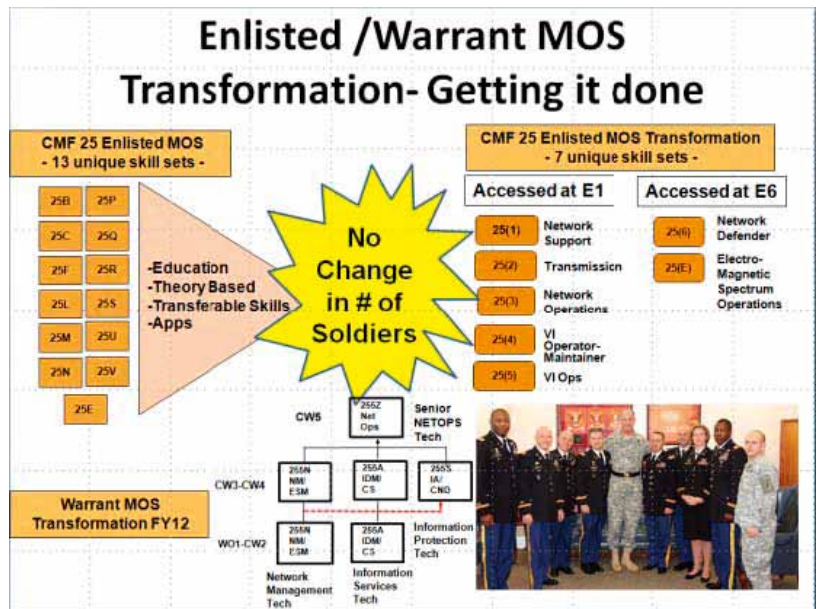 Enlisted /Warrant MOS
Transformation- Getting it done
CMF 25 Enlisted MOS
- 13 unique skill sets -
CMF 25 Enlisted MOS Transformation
- 7 unique skill sets -
Accessed at E1
Accessed at E6
25B 25P
25C 25Q
25F 25R
25L 25S
25M 25U
25N 25V
25E
-Education
-Theory Based
-Transferable Skills
-Apps
No
Change
in # of
Soldiers
25(1) Network
Support
25(2) Transmission
25(3) Network
Operations
25(4) VI
Operator-
Maintainer
25(5) VI Ops
25(6) Network
Defender
25(E) Electro-
Magnetic
Spectrum
Operations
Warrant MOS
Transformation FY12
CW5
255Z
Net
Ops
Senior
NETOPS
Tech
CW3-CW4
255N
NM/
ESM
255A
IDM/
CS
255S
IA/
CND
WO1-CW2
255N
NM/
ESM
255A
IDM/
CS
Information
Protection
Tech
Network
Management
Tech
Information
Services
Tech